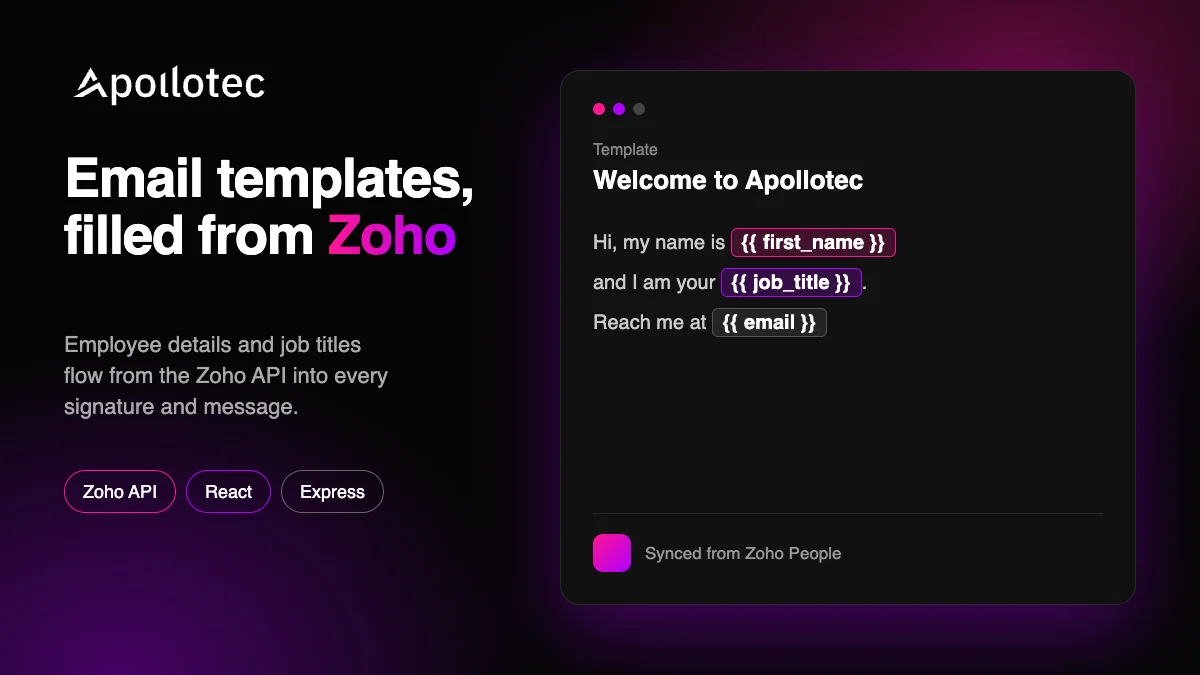 Apollotec
Email templates,
filled from Zoho
Employee details and job titles
flow from the Zoho API into every
signature and message.
Zoho API
React
Express
Template
Welcome to Apollotec
Hi, my name is {{ first_name }}
and I am your {{ job_title }}.
Reach me at {{ email }}
Synced from Zoho People